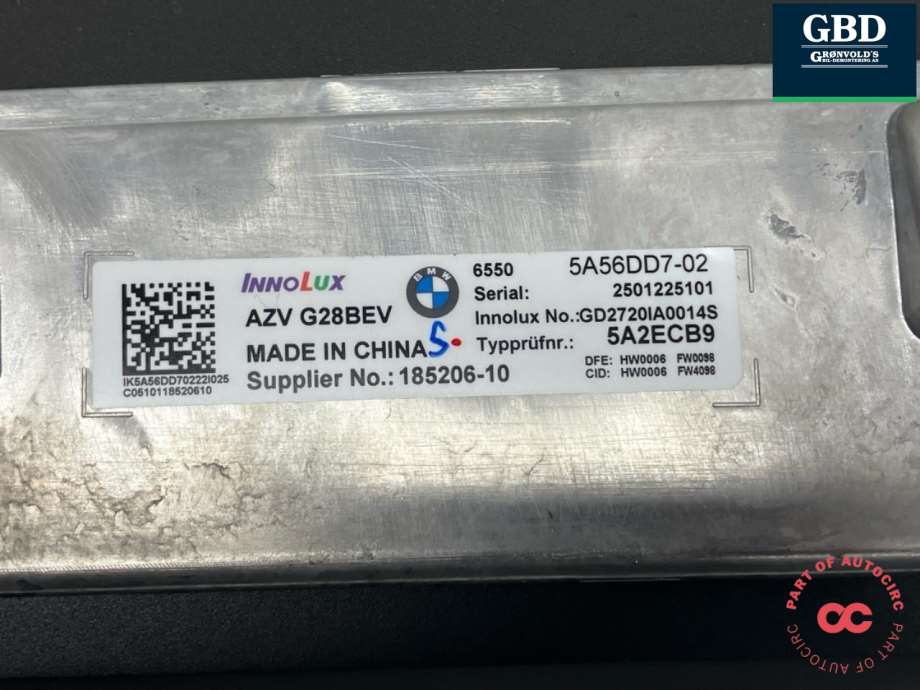 GBD
GRØNVOLD'S
BIL-DEMONTERING AS
INNOLUX
AZV G28BEV
MADE IN CHINA S.
Supplier No.: 185206-10
IK5A56DD70222I025
C0510118520610
BMW
6550 5A56DD7-02
Serial: 2501225101
Innolux No.:GD2720IA0014S
Typprüfnr.: 5A2ECB9
DFE: HW0006 FW0098
CID: HW0006 FW4098
PART OF AUTOCIRC
CC
PART OF AUTOCIRC